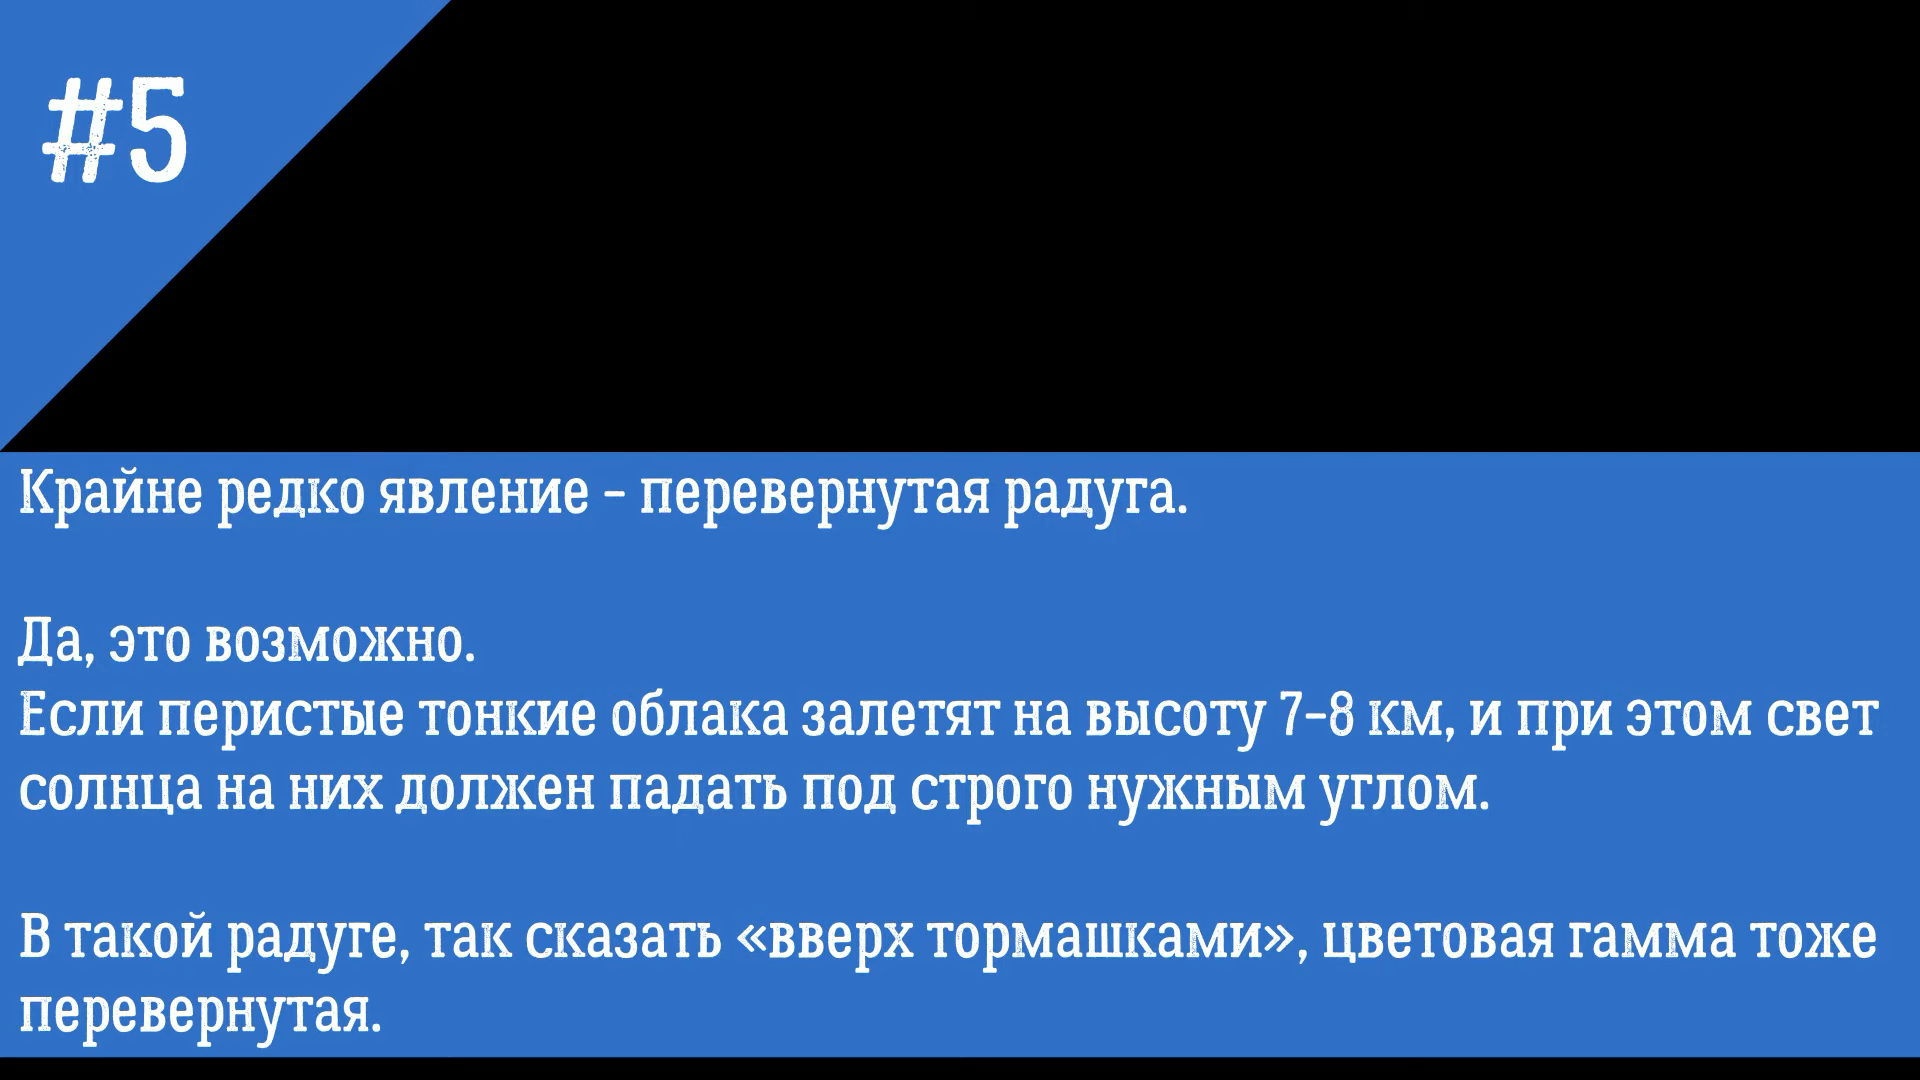 #5
Крайне редко явление – перевернутая радуга.
Да, это возможно.
Если перистые тонкие облака залетят на высоту 7–8 км, и при этом свет
солнца на них должен падать под строго нужным углом.
В такой радуге, так сказать «вверх тормашками», цветовая гамма тоже
перевернутая.